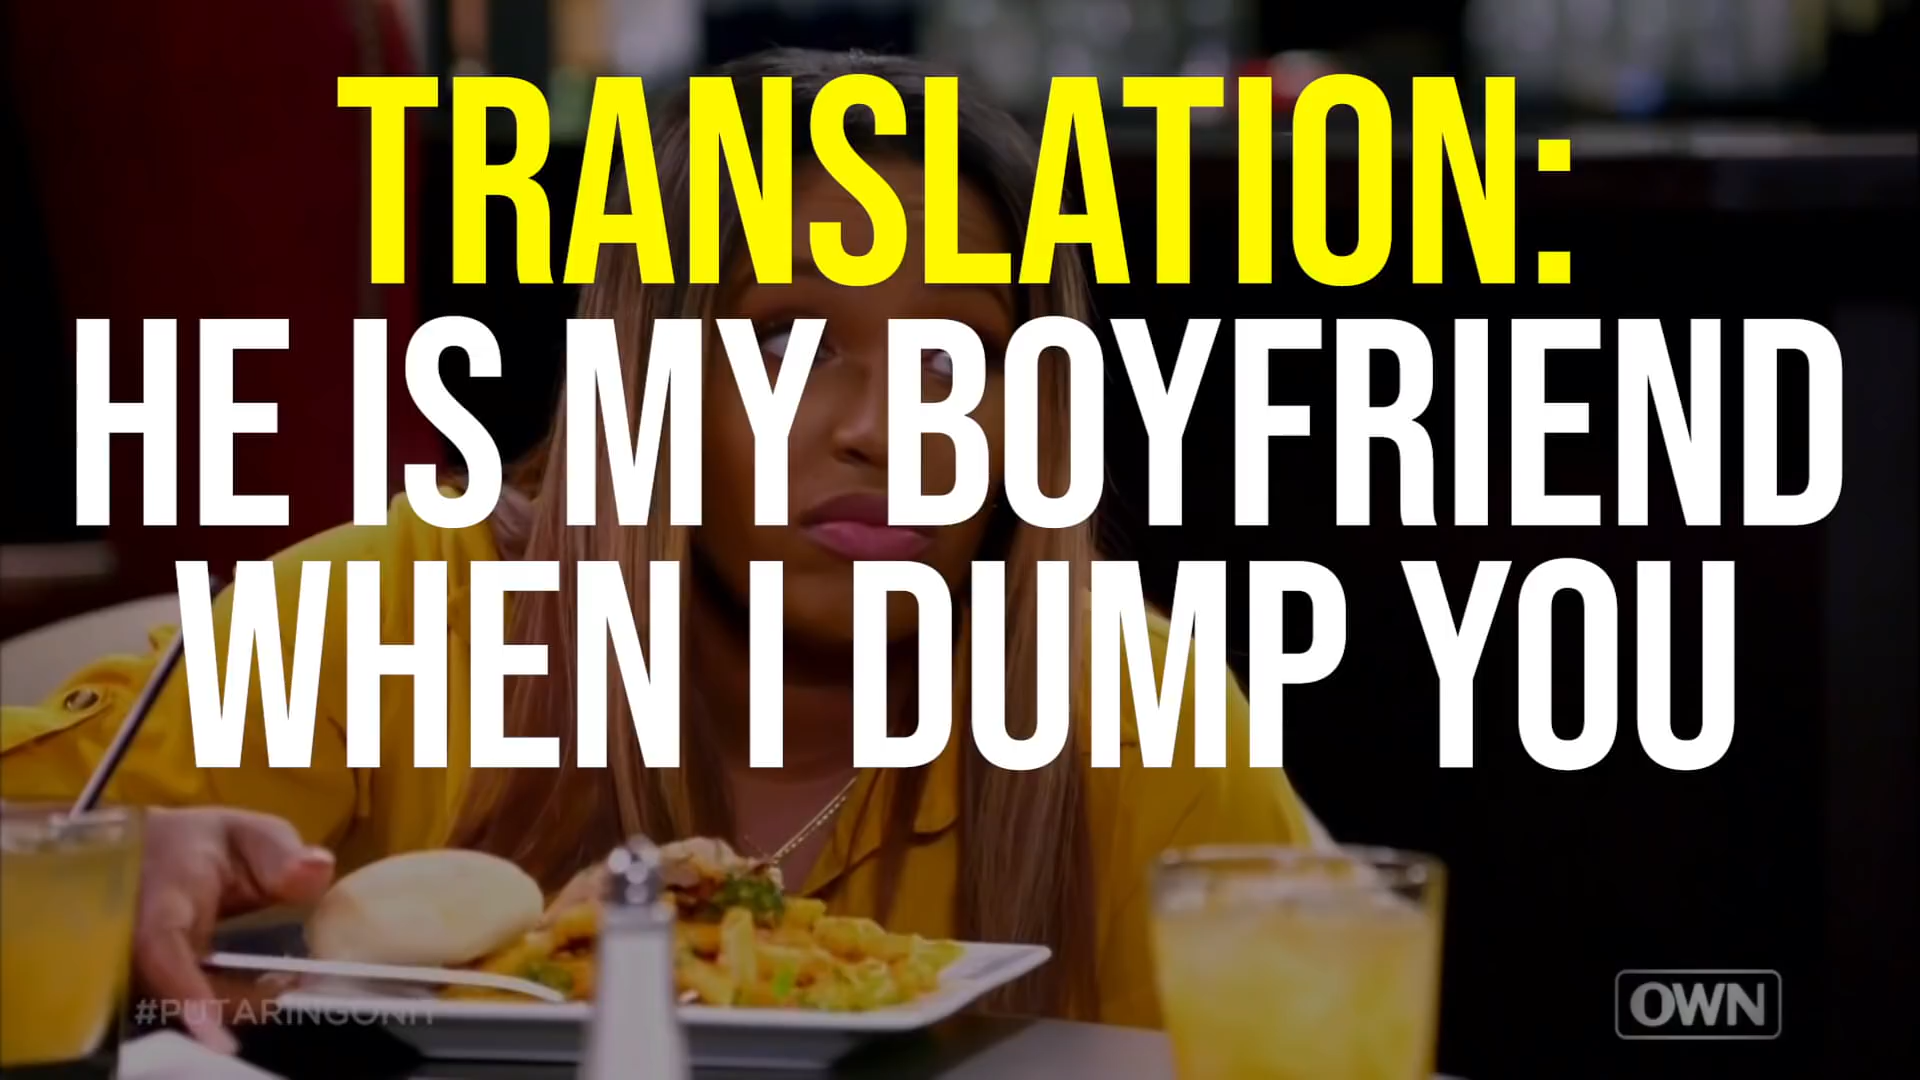 TRANSLATION:
HE IS MY BOYFRIEND
WHEN I DUMP YOU
#PUTARINGONIT
OWN